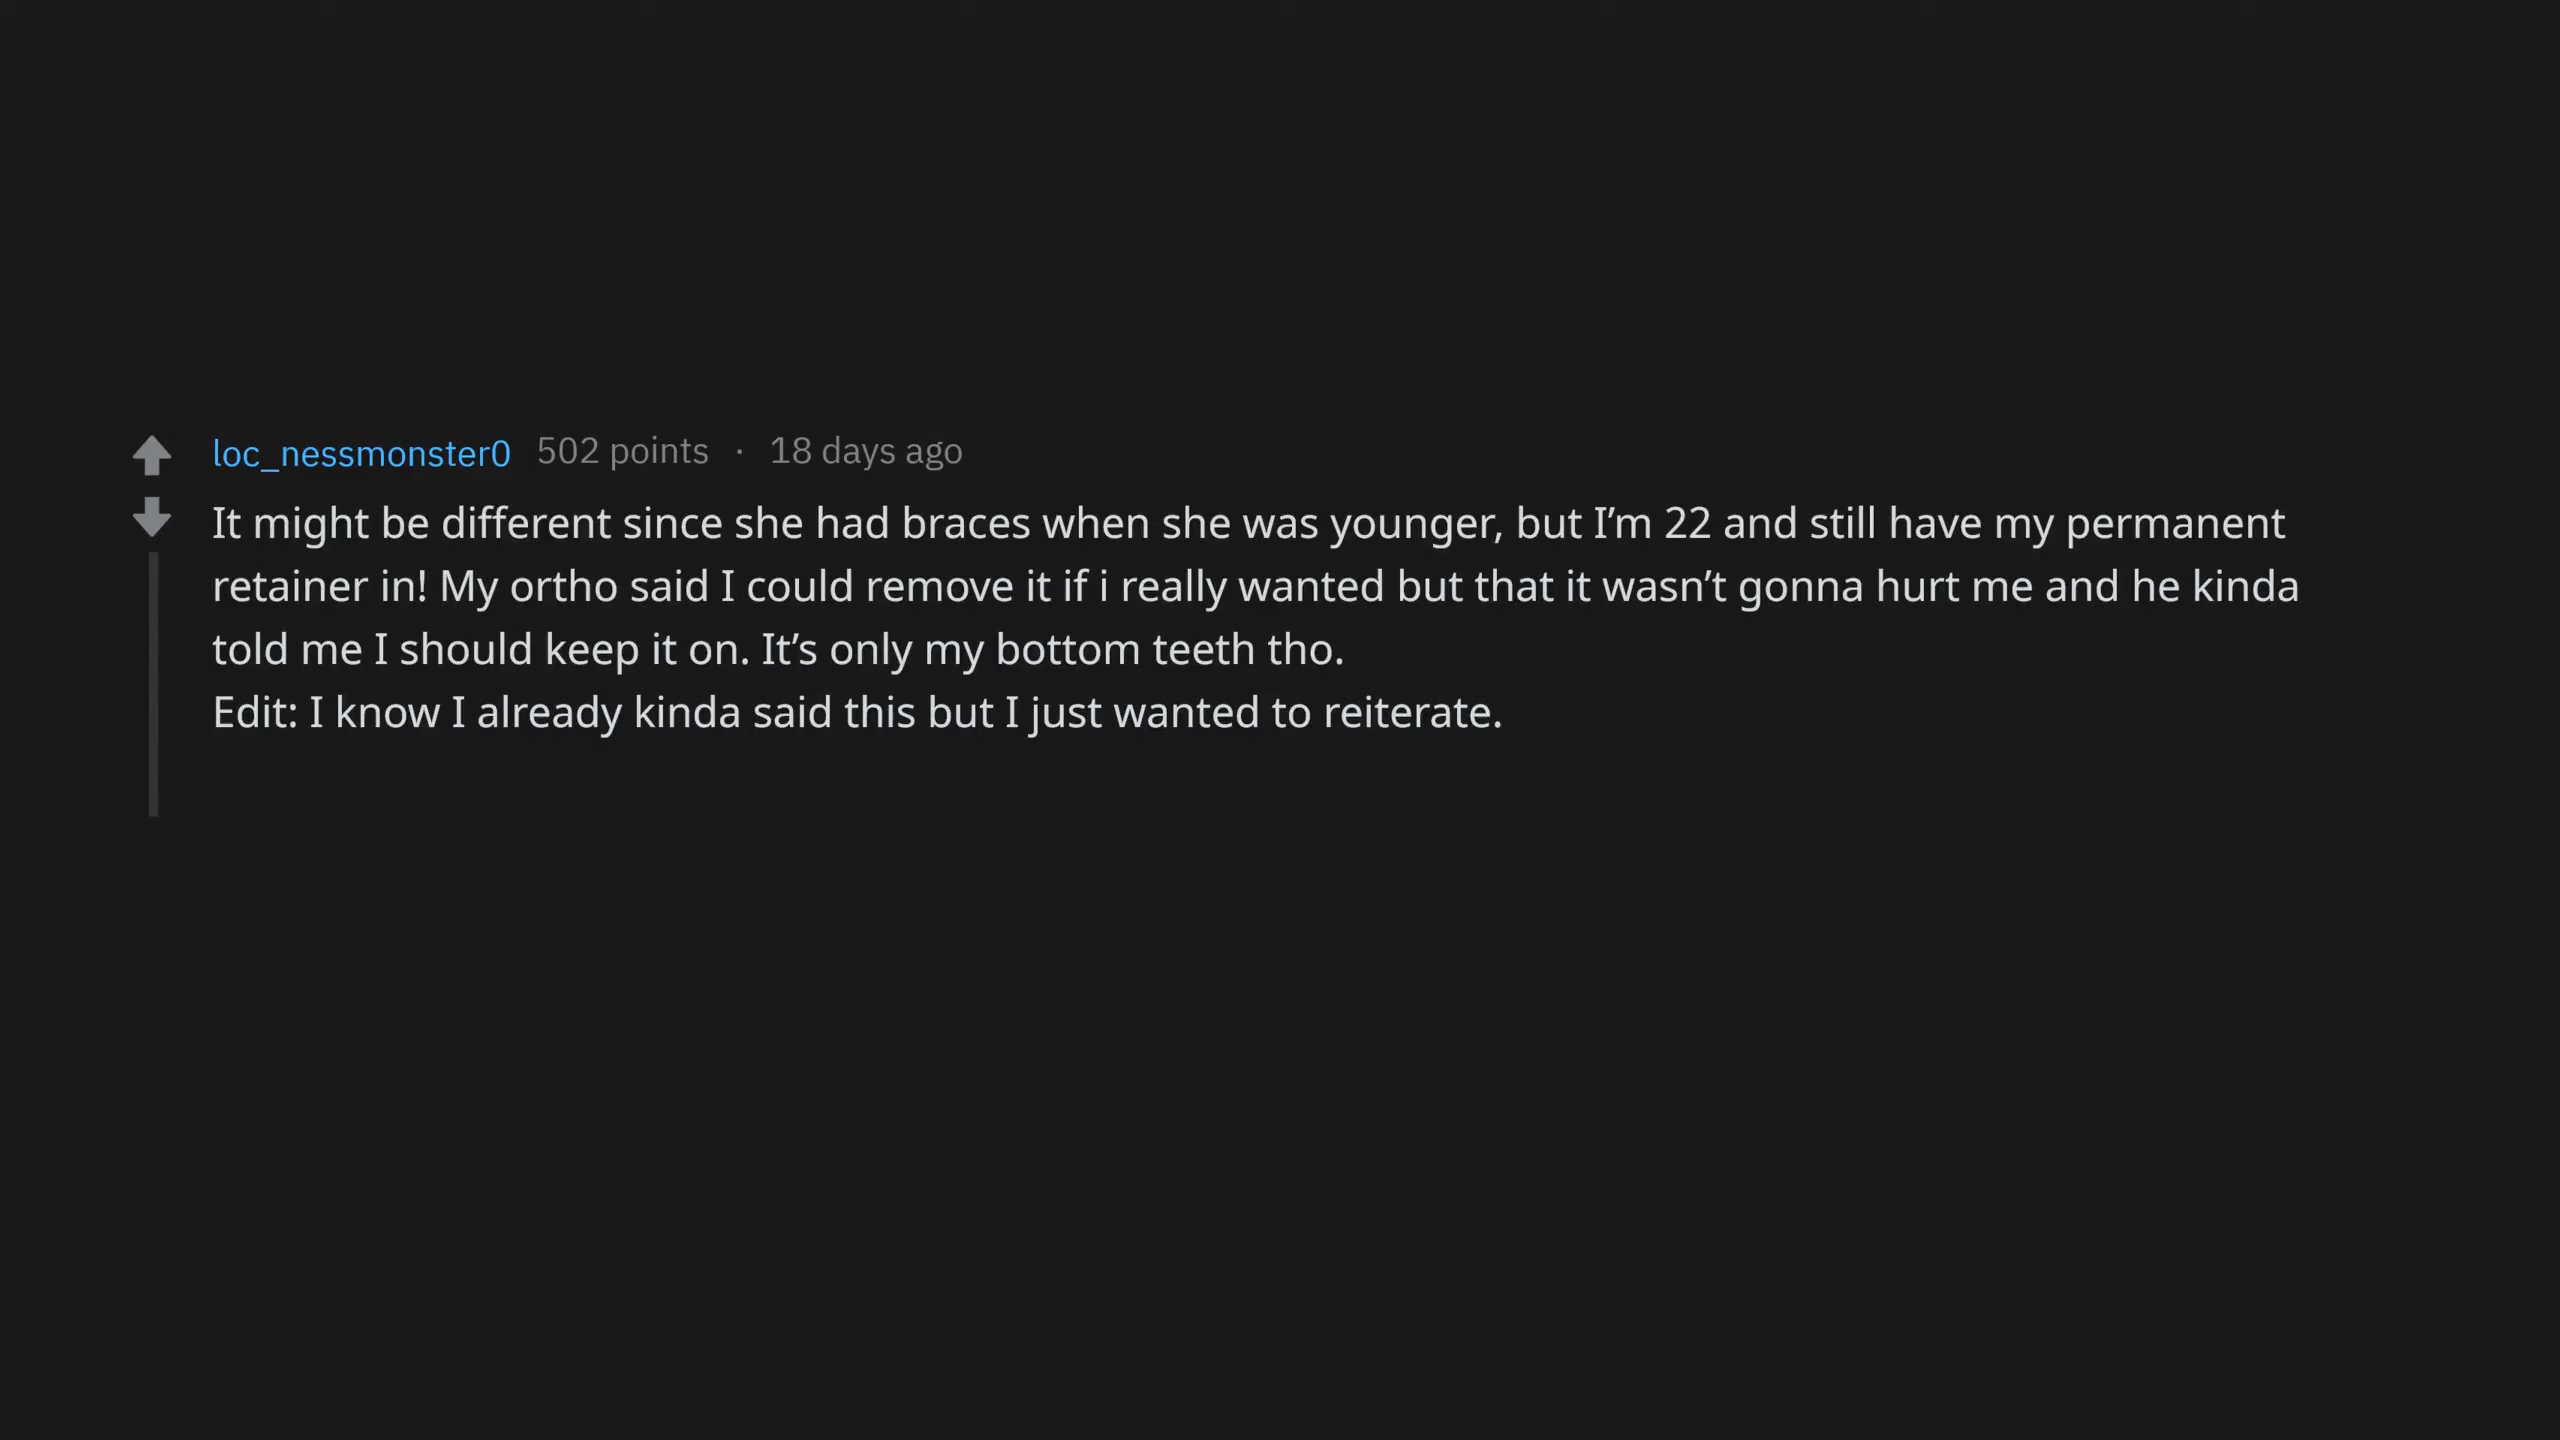 loc_nessmonster0 502 points · 18 days ago
It might be different since she had braces when she was younger, but I’m 22 and still have my permanent
retainer in! My ortho said I could remove it if i really wanted but that it wasn’t gonna hurt me and he kinda
told me I should keep it on. It’s only my bottom teeth tho.
Edit: I know I already kinda said this but I just wanted to reiterate.